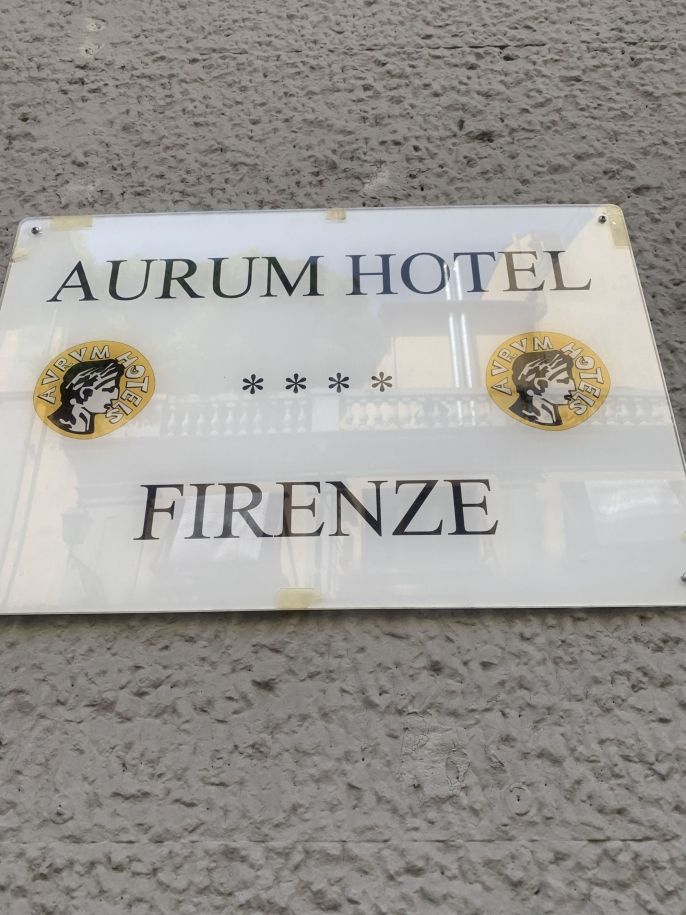 AURUM HOTEL
AVRVM HOTELS
* * * *
AVRVM HOTELS
FIRENZE